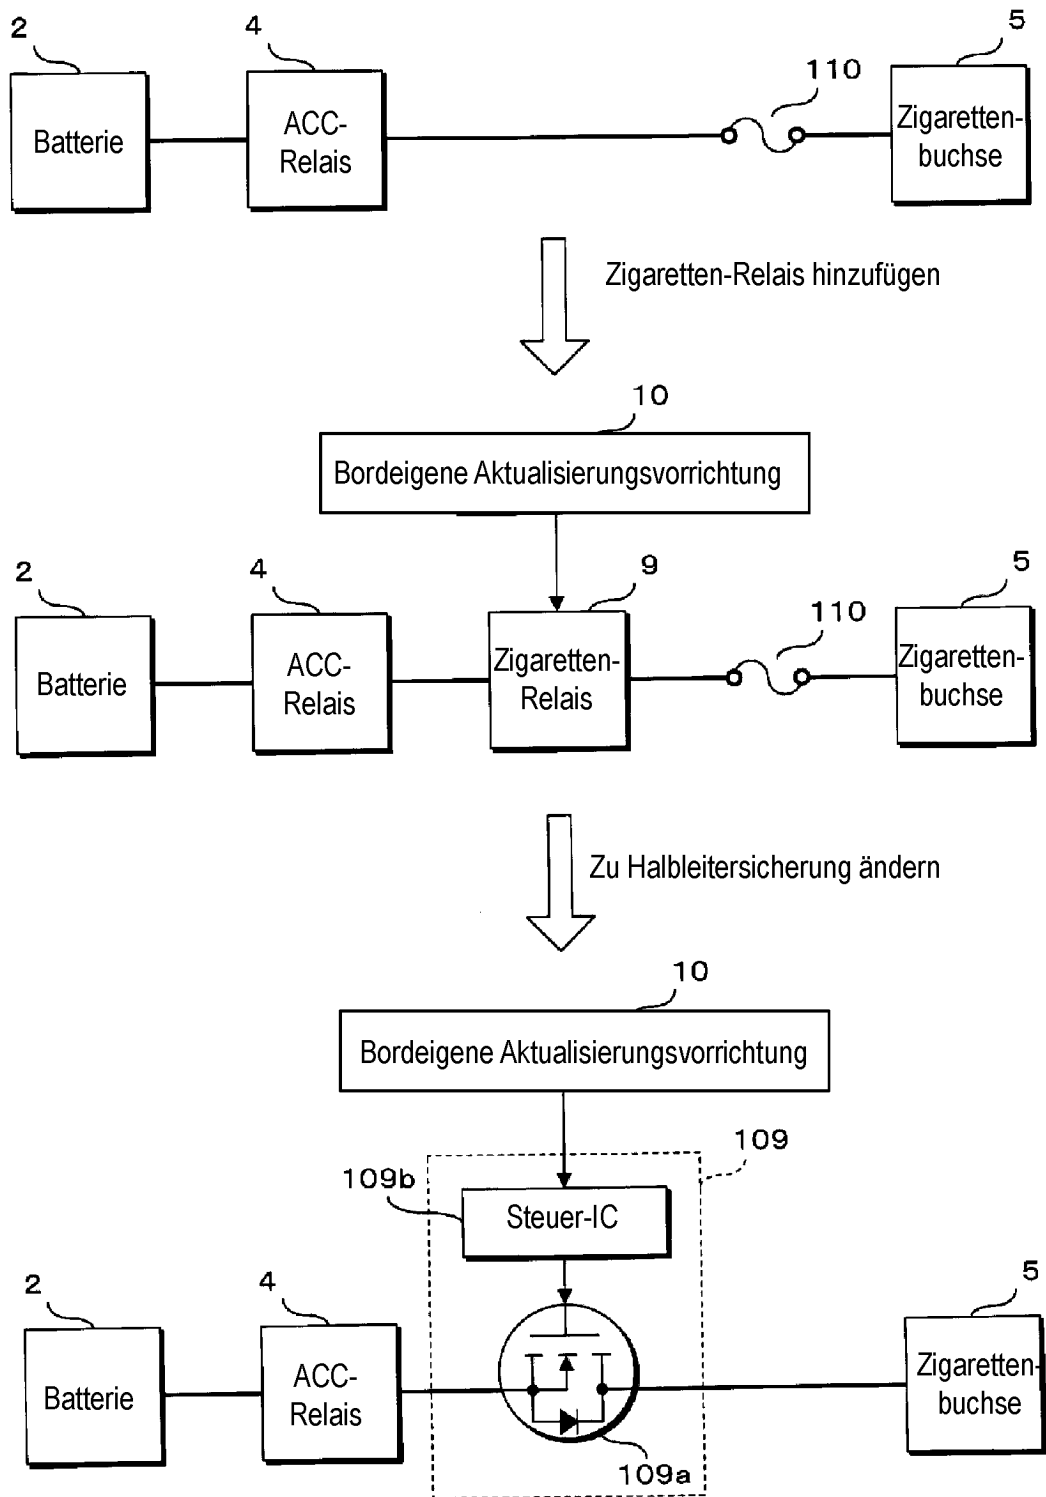 2
4
5
110
Batterie
ACC-
Relais
Zigaretten-
buchse
Zigaretten-Relais hinzufügen
10
Bordeigene Aktualisierungsvorrichtung
2
4
9
5
110
Batterie
ACC-
Relais
Zigaretten-
Relais
Zigaretten-
buchse
Zu Halbleitersicherung ändern
10
Bordeigene Aktualisierungsvorrichtung
109
109b
Steuer-IC
2
4
5
Batterie
ACC-
Relais
Zigaretten-
buchse
109a